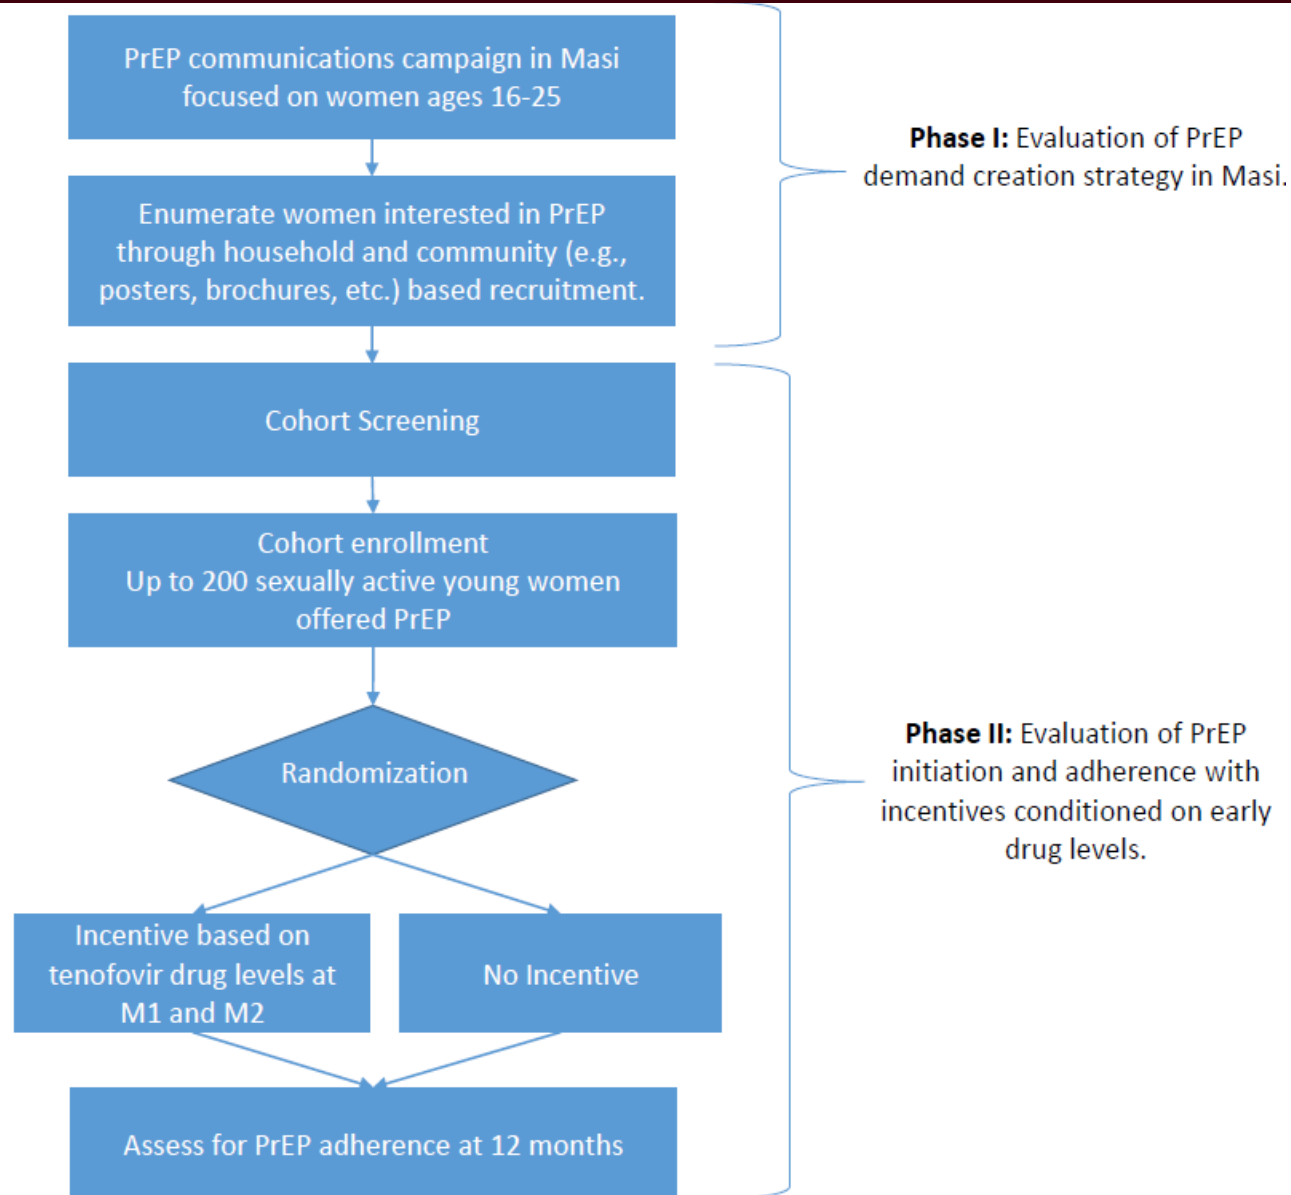 PrEP communications campaign in Masi
focused on women ages 16-25
Phase I: Evaluation of PrEP
demand creation strategy in Masi.
Enumerate women interested in PrEP
through household and community (e.g.,
posters, brochures, etc.) based recruitment.
Cohort Screening
Cohort enrollment
Up to 200 sexually active young women
offered PrEP
Randomization
Phase II: Evaluation of PrEP
initiation and adherence with
incentives conditioned on early
drug levels.
Incentive based on
tenofovir drug levels at
M1 and M2
No Incentive
Assess for PrEP adherence at 12 months